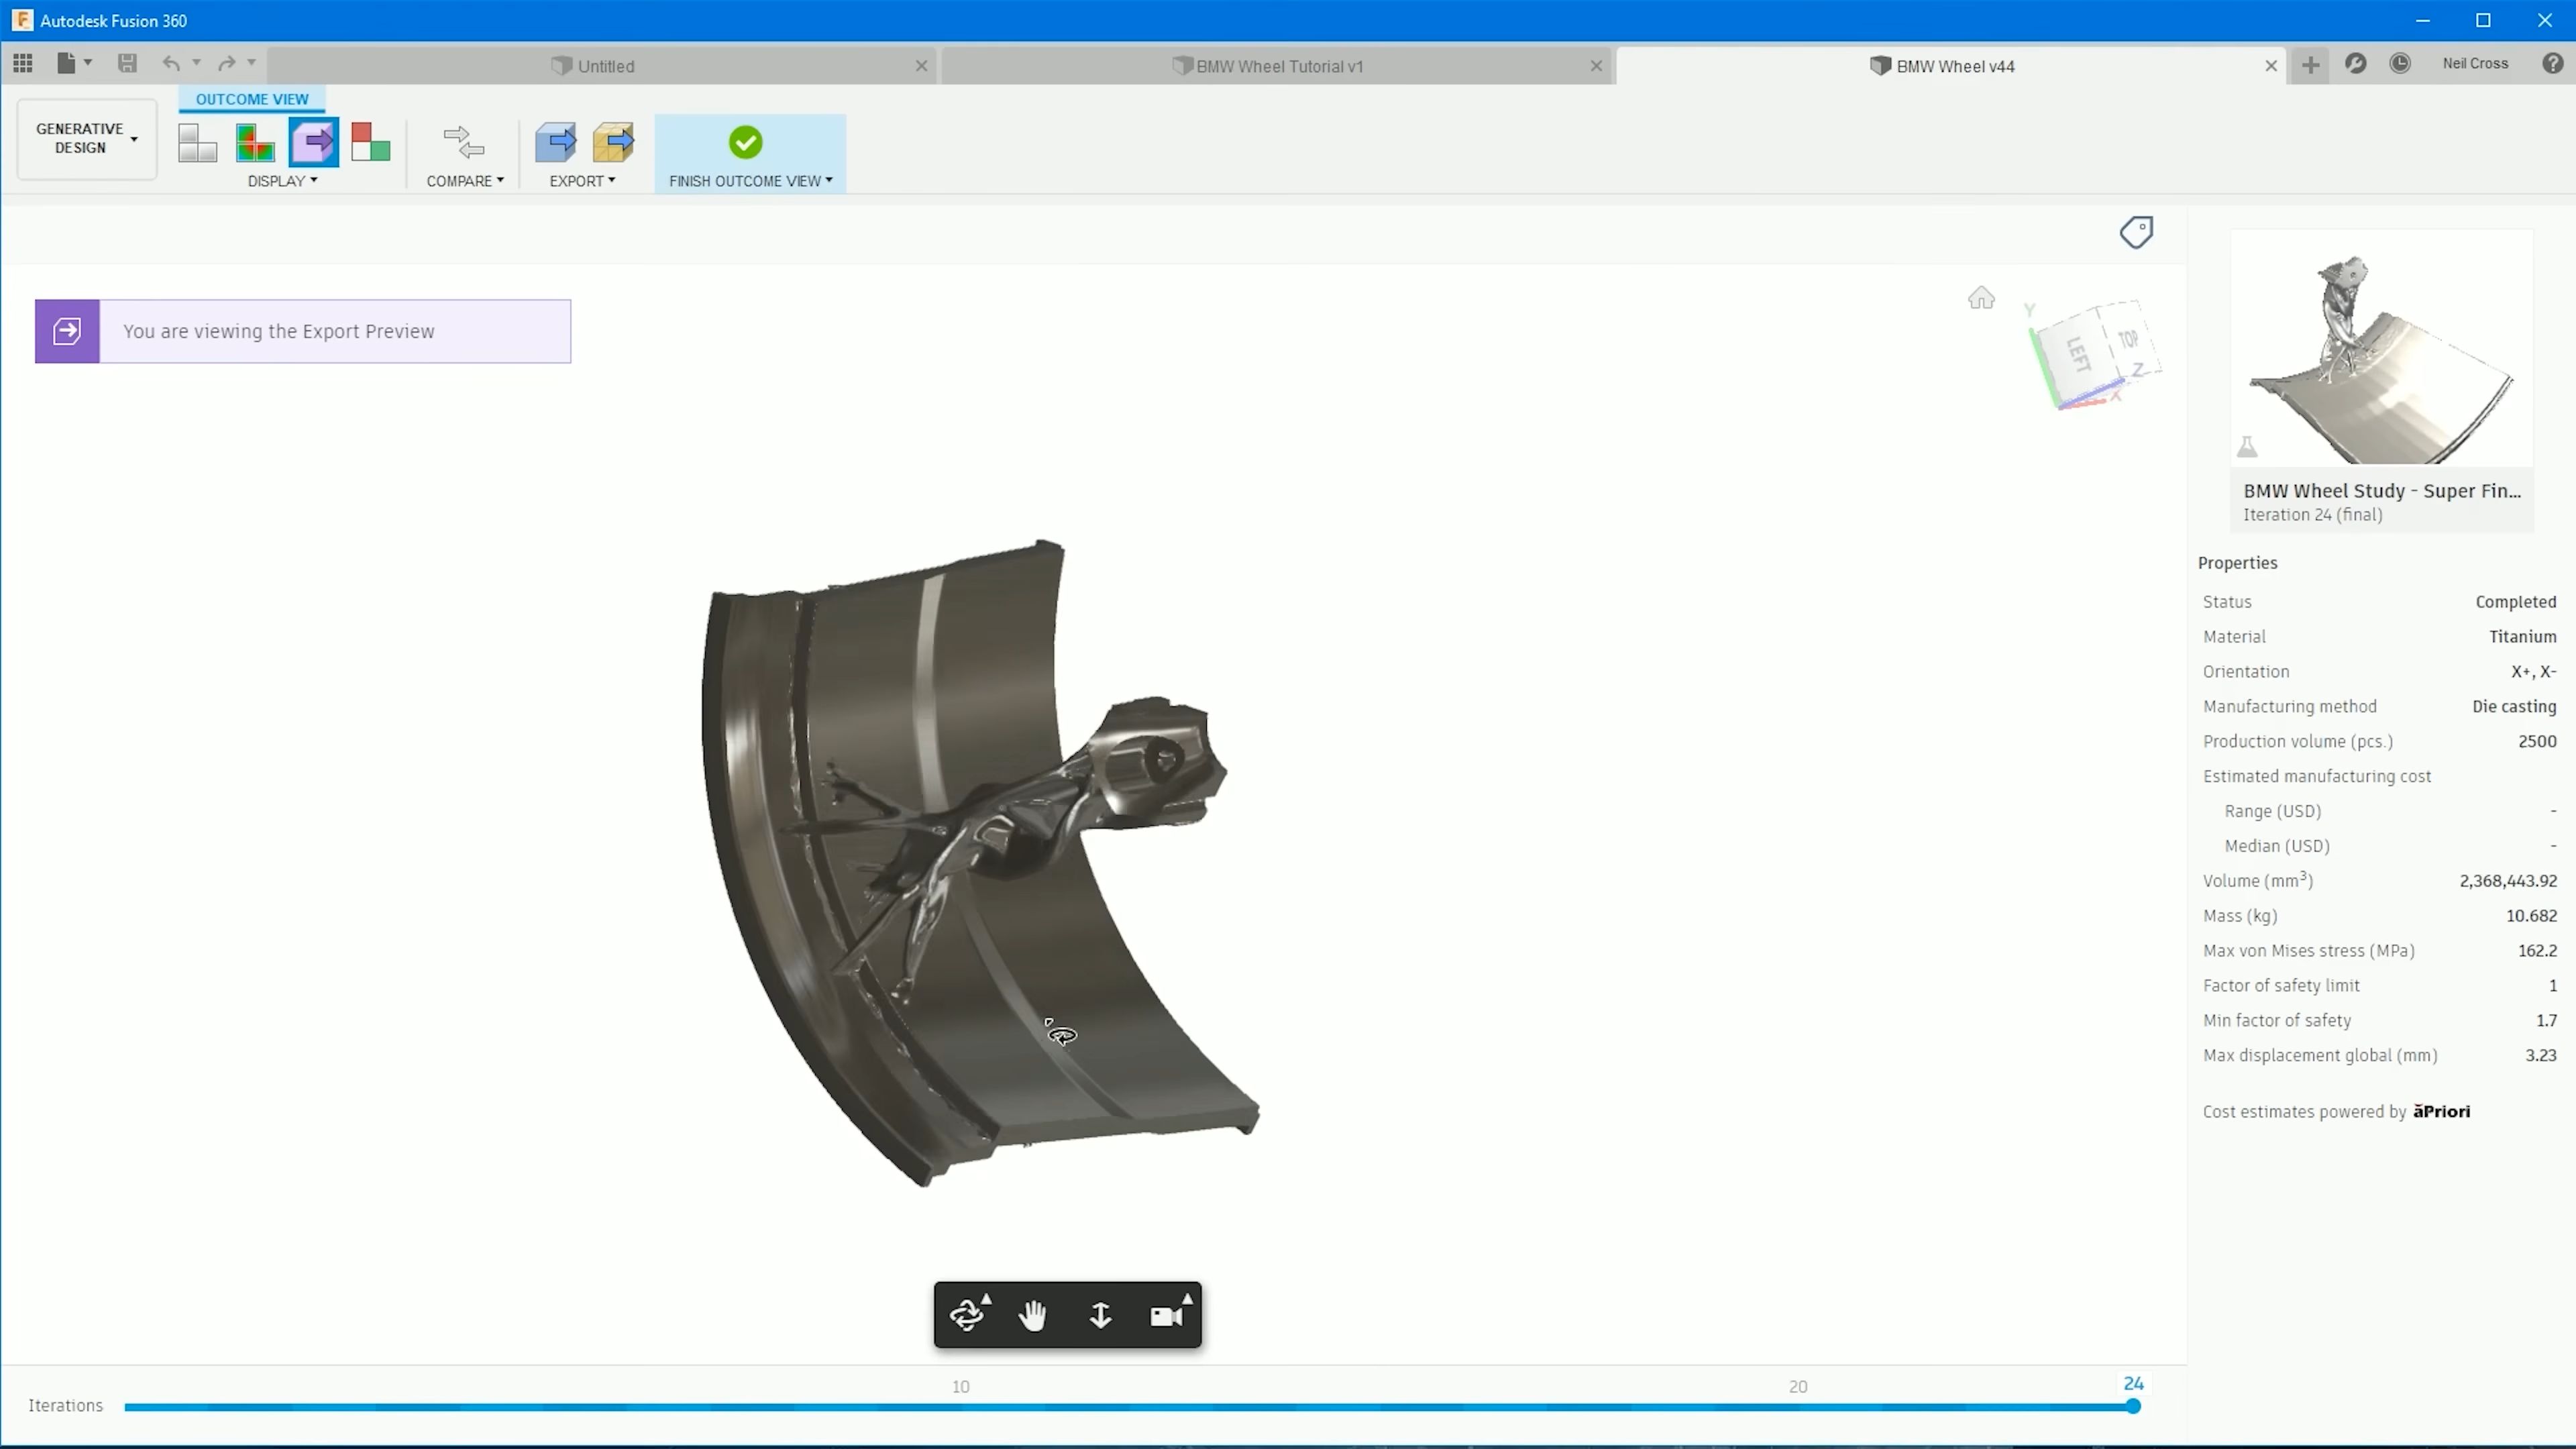 Autodesk Fusion 360
Untitled
BMW Wheel Tutorial v1
BMW Wheel v44
Neil Cross
OUTCOME VIEW
GENERATIVE
DESIGN
DISPLAY
COMPARE
EXPORT
FINISH OUTCOME VIEW
You are viewing the Export Preview
Y
LEFT
TOP
Z
X
BMW Wheel Study - Super Fin...
Iteration 24 (final)
Properties
Status Completed
Material Titanium
Orientation X+, X-
Manufacturing method Die casting
Production volume (pcs.) 2500
Estimated manufacturing cost
Range (USD) -
Median (USD) -
Volume (mm³) 2,368,443.92
Mass (kg) 10.682
Max von Mises stress (MPa) 162.2
Factor of safety limit 1
Min factor of safety 1.7
Max displacement global (mm) 3.23
Cost estimates powered by āPriori
10
20
24
Iterations